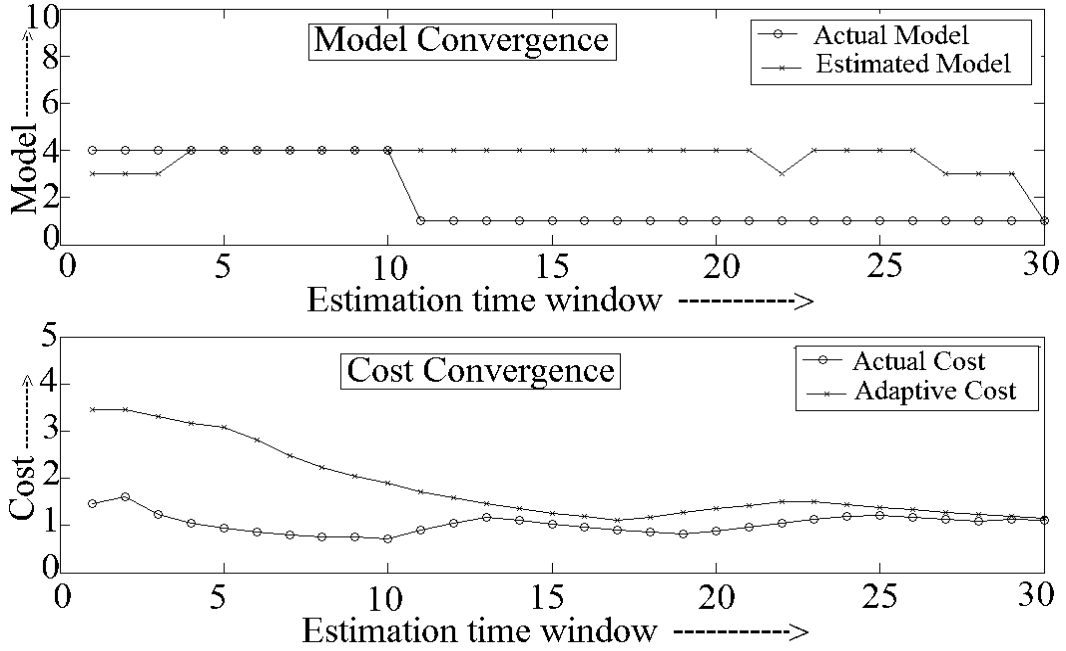 Model Convergence
Actual Model
Estimated Model
10
8
6
4
2
0
Model
0 5 10 15 20 25 30
Estimation time window
Cost Convergence
Actual Cost
Adaptive Cost
5
4
3
2
1
0
Cost
0 5 10 15 20 25 30
Estimation time window